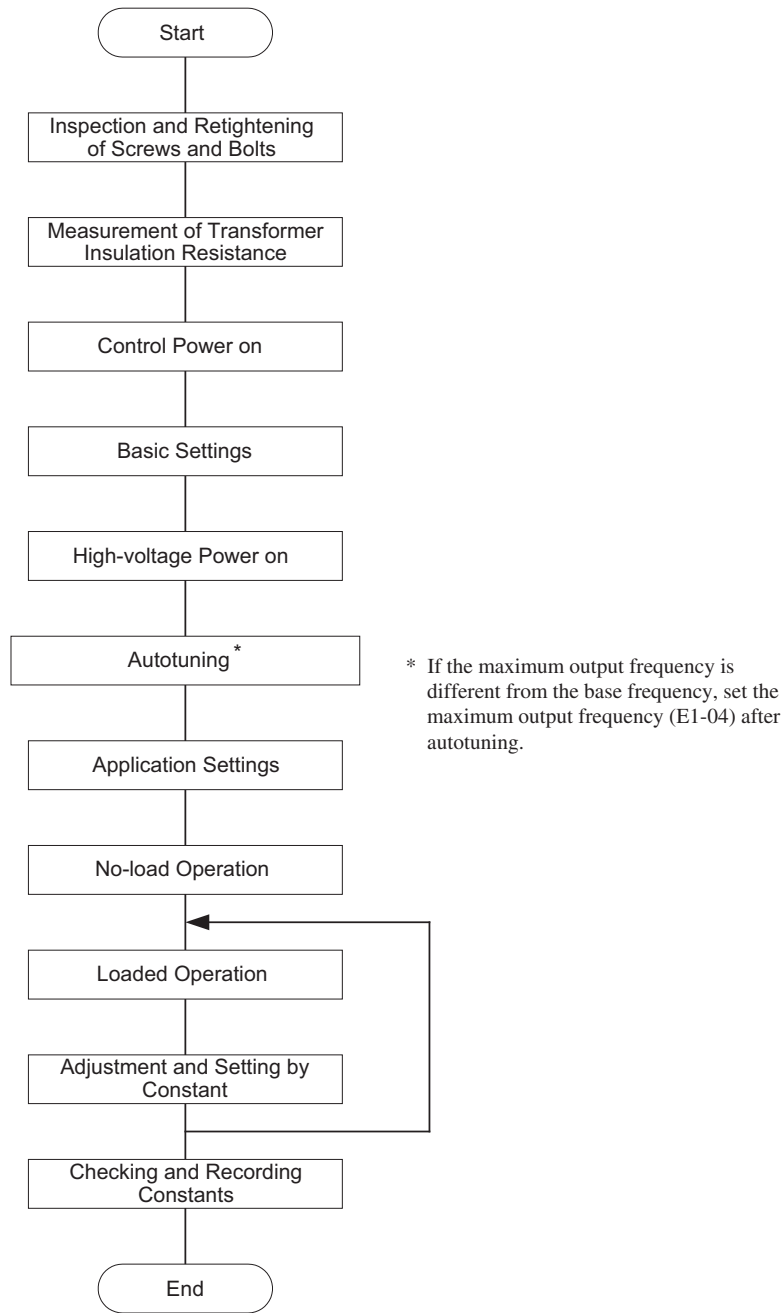 Start
Inspection and Retightening
of Screws and Bolts
Measurement of Transformer
Insulation Resistance
Control Power on
Basic Settings
High-voltage Power on
Autotuning *
* If the maximum output frequency is
different from the base frequency, set the
maximum output frequency (E1-04) after
autotuning.
Application Settings
No-load Operation
Loaded Operation
Adjustment and Setting by
Constant
Checking and Recording
Constants
End